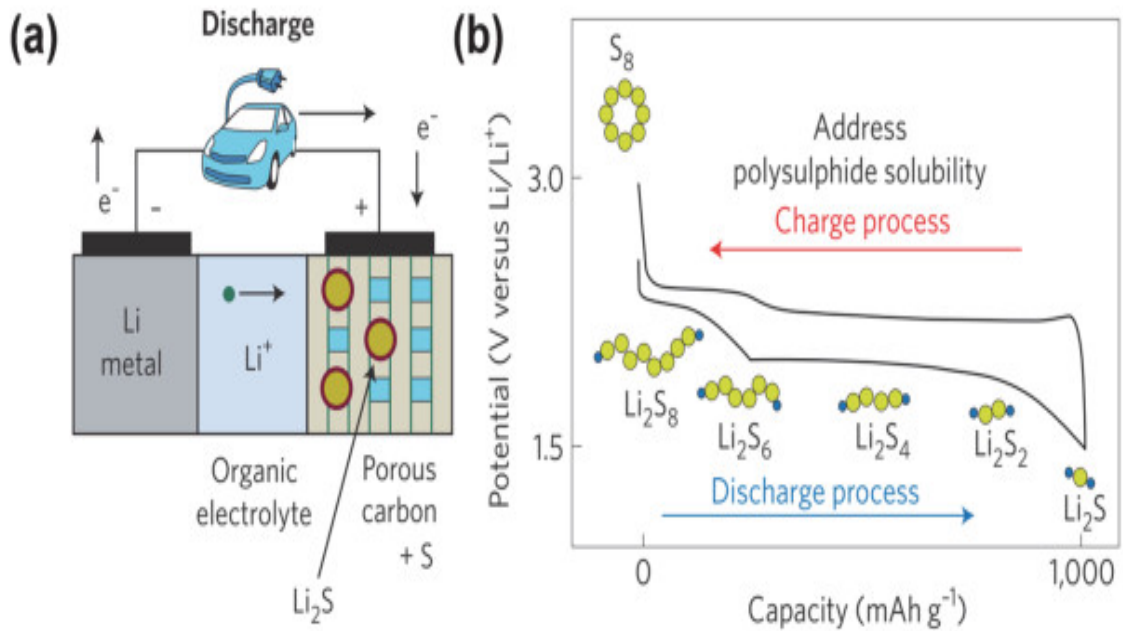 (a)
Discharge
e-
e-
−
+
Li
metal
Li+
Organic
electrolyte
Porous
carbon
+ S
Li₂S
(b)
S₈
Address
polysulphide solubility
Charge process
Potential (V versus Li/Li⁺)
3.0
1.5
Li₂S₈
Li₂S₆
Li₂S₄
Li₂S₂
Li₂S
Discharge process
0
1,000
Capacity (mAh g⁻¹)